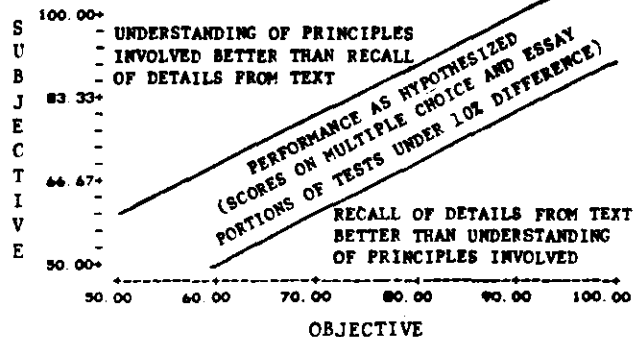 SUBJECTIVE
100.00+
UNDERSTANDING OF PRINCIPLES
INVOLVED BETTER THAN RECALL
OF DETAILS FROM TEXT
83.33+
PERFORMANCE AS HYPOTHESIZED
(SCORES ON MULTIPLE CHOICE AND ESSAY
PORTIONS OF TESTS UNDER 10% DIFFERENCE)
66.67+
RECALL OF DETAILS FROM TEXT
BETTER THAN UNDERSTANDING
OF PRINCIPLES INVOLVED
50.00+
50.00 60.00 70.00 80.00 90.00 100.00
OBJECTIVE